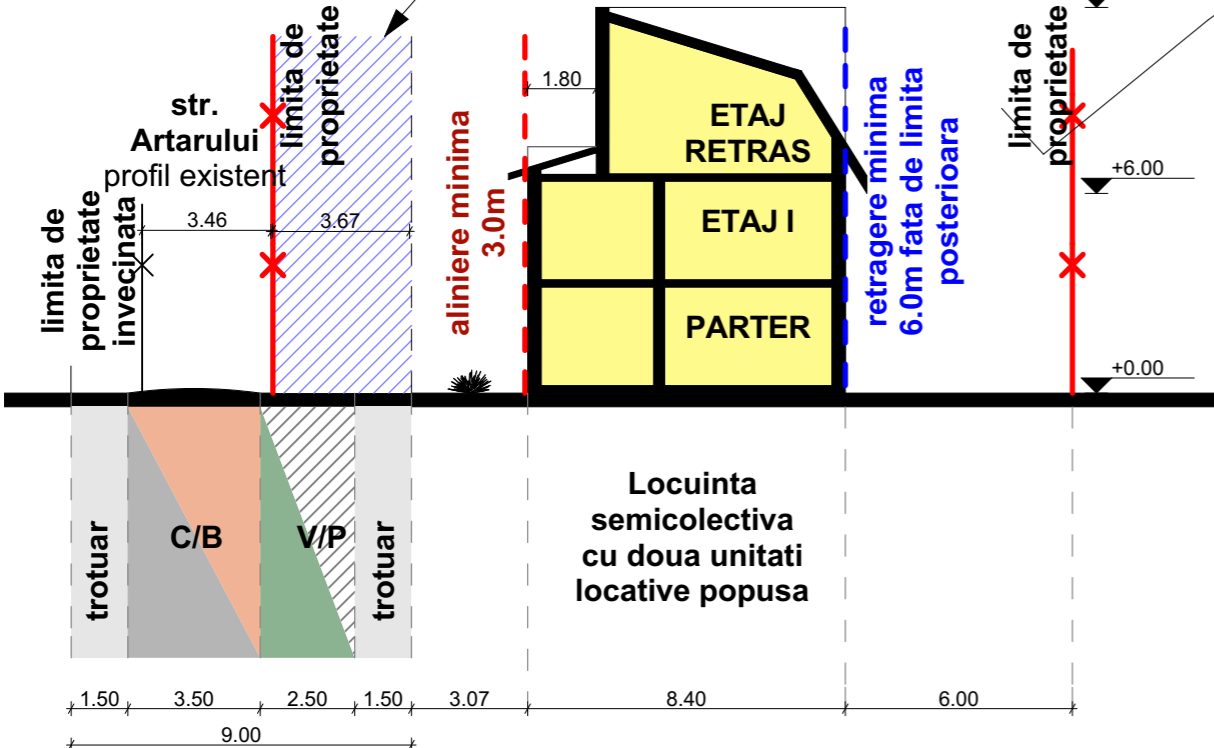 str.
Artarului
profil existent
limita de
proprietate
limita de
proprietate
invecinata
3.46
3.67
aliniere minima
3.0m
1.80
ETAJ
RETRAS
ETAJ I
PARTER
retragere minima
6.0m fata de limita
posterioara
limita de
proprietate
+6.00
+0.00
trotuar
C/B
V/P
trotuar
Locuinta
semicolectiva
cu doua unitati
locative popusa
1.50
3.50
2.50
1.50
3.07
8.40
6.00
9.00